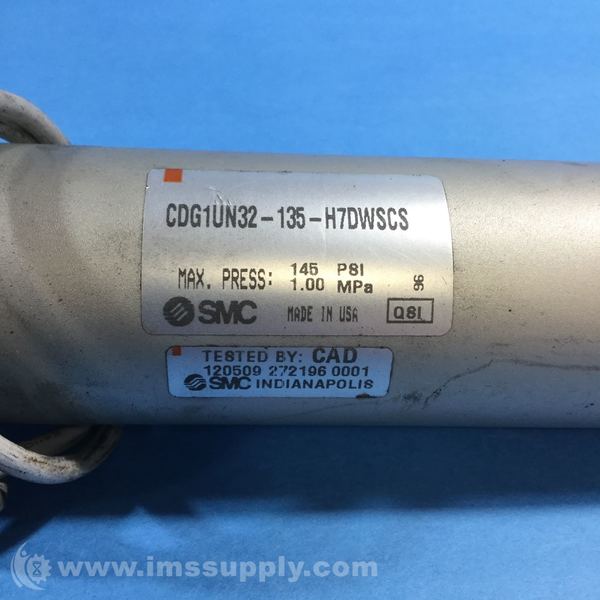 CDG1UN32-135-H7DWSCS
MAX. PRESS: 145 PSI
1.00 MPa
96
SMC MADE IN USA QSL
TESTED BY: CAD
120509 272196 0001
SMC INDIANAPOLIS
iMS www.imssupply.com